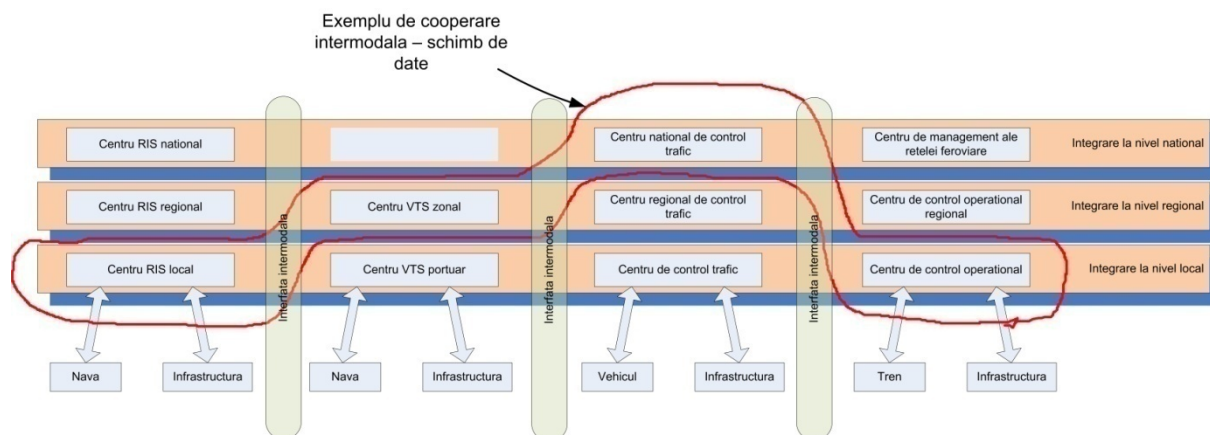 Exemplu de cooperare
intermodala – schimb de
date
Centru RIS national
Centru national de control
trafic
Centru de management ale
retelei feroviare
Integrare la nivel national
Centru RIS regional
Centru VTS zonal
Centru regional de control
trafic
Centru de control operational
regional
Integrare la nivel regional
Centru RIS local
Centru VTS portuar
Centru de control trafic
Centru de control operational
Integrare la nivel local
Interfata intermodala
Interfata intermodala
Interfata intermodala
Nava
Infrastructura
Nava
Infrastructura
Vehicul
Infrastructura
Tren
Infrastructura